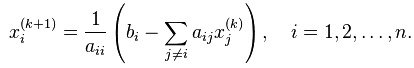 x_i^{(k+1)} = \frac{1}{a_{ii}} \left( b_i - \sum_{j \neq i} a_{ij} x_j^{(k)} \right), \quad i = 1, 2, \ldots, n.